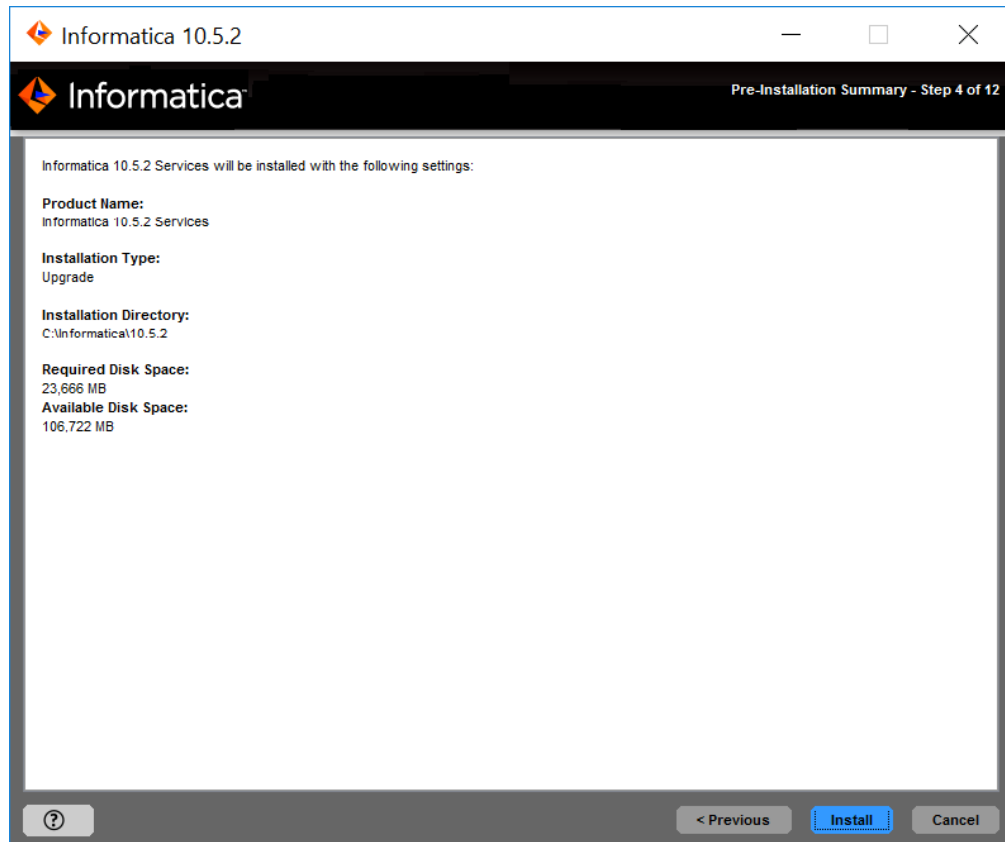 Informatica 10.5.2
Informatica
Pre-Installation Summary - Step 4 of 12
Informatica 10.5.2 Services will be installed with the following settings:
Product Name:
Informatica 10.5.2 Services
Installation Type:
Upgrade
Installation Directory:
C:\Informatica\10.5.2
Required Disk Space:
23,666 MB
Available Disk Space:
106,722 MB
?
< Previous
Install
Cancel